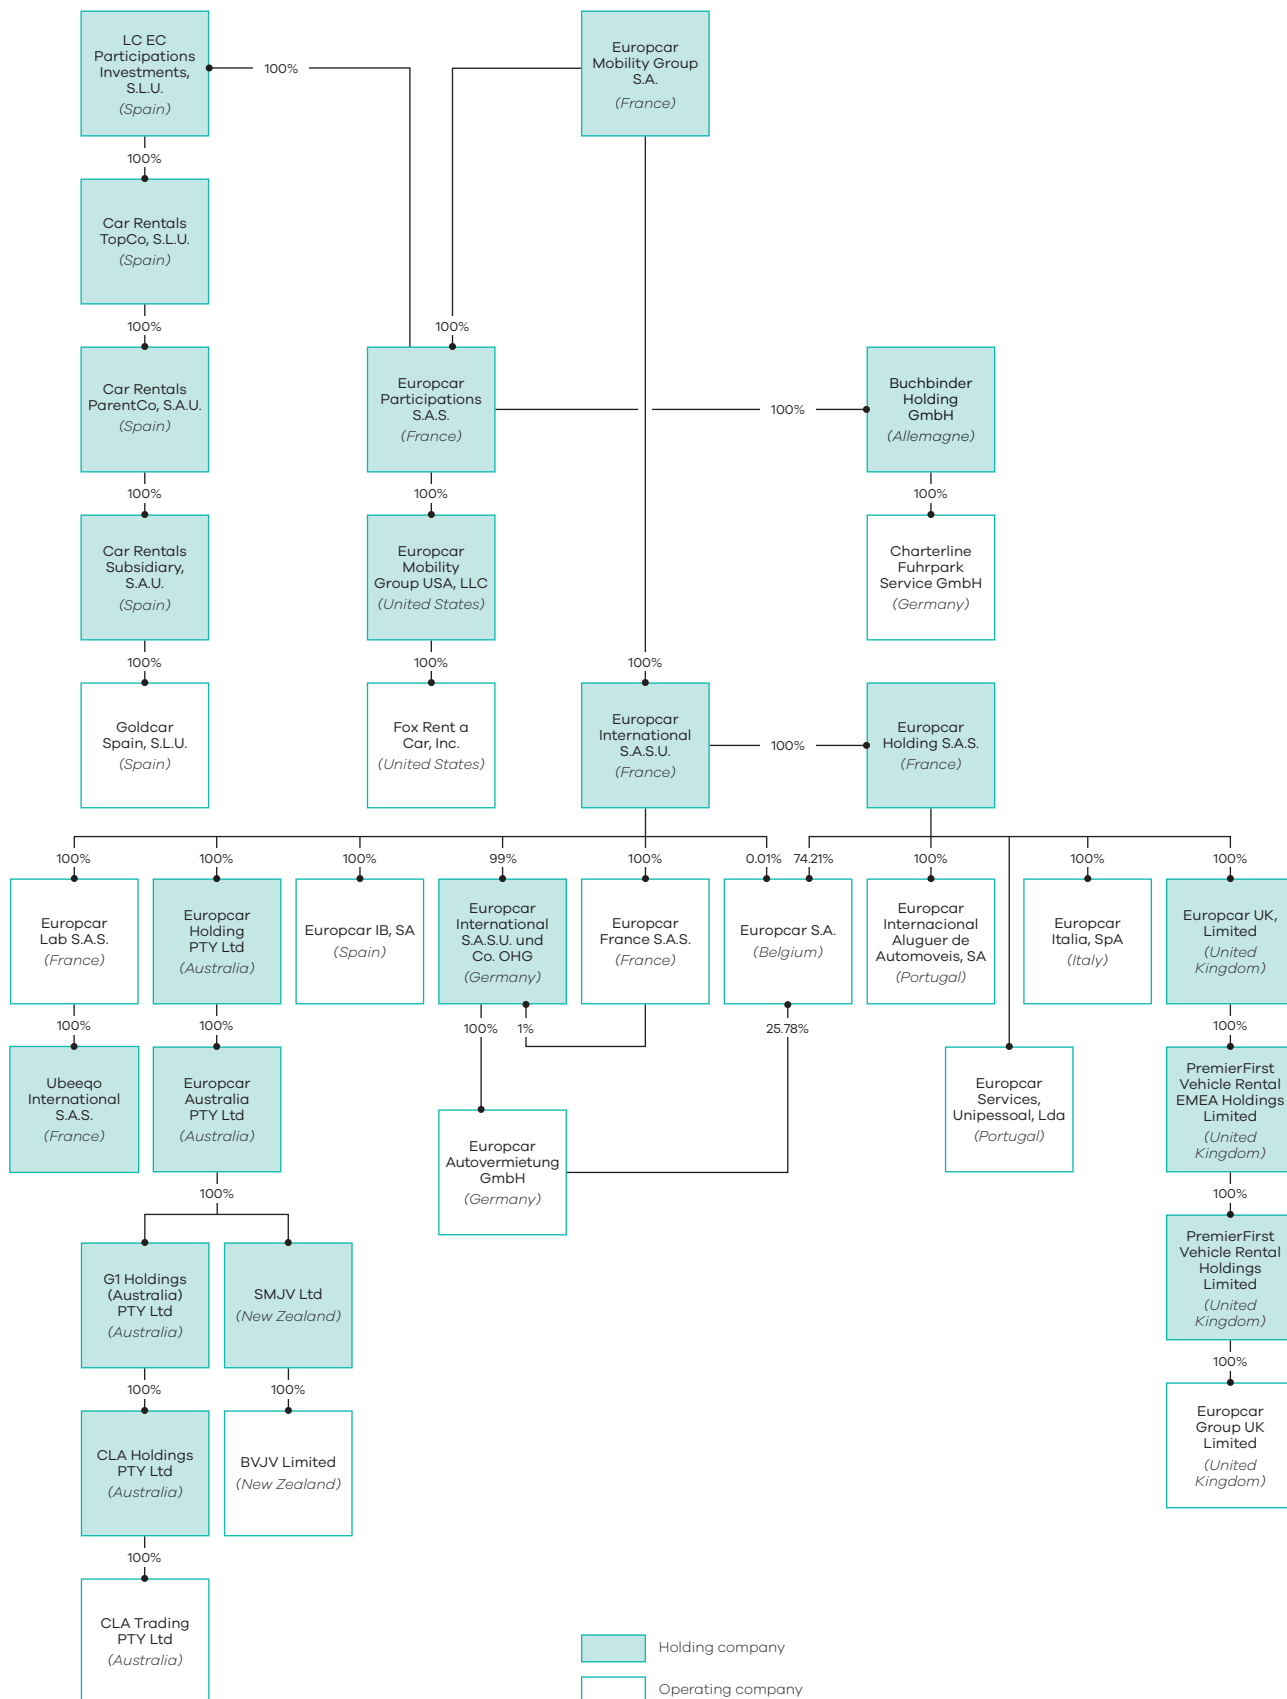 LC EC
Participations
Investments,
S.L.U.
(Spain)
100%
Europcar
Mobility Group
S.A.
(France)
100%
Car Rentals
TopCo, S.L.U.
(Spain)
100%
100%
Car Rentals
ParentCo, S.A.U.
(Spain)
Europcar
Participations
S.A.S.
(France)
100%
Buchbinder
Holding
GmbH
(Allemagne)
100%
100%
100%
Car Rentals
Subsidiary,
S.A.U.
(Spain)
Europcar
Mobility
Group USA, LLC
(United States)
Charterline
Fuhrpark
Service GmbH
(Germany)
100%
100%
100%
Goldcar
Spain, S.L.U.
(Spain)
Fox Rent a
Car, Inc.
(United States)
Europcar
International
S.A.S.U.
(France)
100%
Europcar
Holding S.A.S.
(France)
100%
100%
100%
99%
100%
0.01%
74.21%
100%
100%
100%
Europcar
Lab S.A.S.
(France)
Europcar
Holding
PTY Ltd
(Australia)
Europcar IB, SA
(Spain)
Europcar
International
S.A.S.U. und
Co. OHG
(Germany)
Europcar
France S.A.S.
(France)
Europcar S.A.
(Belgium)
Europcar
Internacional
Aluguer de
Automoveis, SA
(Portugal)
Europcar
Italia, SpA
(Italy)
Europcar UK,
Limited
(United
Kingdom)
100%
100%
100%
1%
25.78%
100%
Ubeeqo
International
S.A.S.
(France)
Europcar
Australia
PTY Ltd
(Australia)
Europcar
Autovermietung
GmbH
(Germany)
Europcar
Services,
Unipessoal, Lda
(Portugal)
PremierFirst
Vehicle Rental
EMEA Holdings
Limited
(United
Kingdom)
100%
100%
G1 Holdings
(Australia)
PTY Ltd
(Australia)
SMJV Ltd
(New Zealand)
PremierFirst
Vehicle Rental
Holdings
Limited
(United
Kingdom)
100%
100%
100%
CLA Holdings
PTY Ltd
(Australia)
BVJV Limited
(New Zealand)
Europcar
Group UK
Limited
(United
Kingdom)
100%
CLA Trading
PTY Ltd
(Australia)
Holding company
Operating company